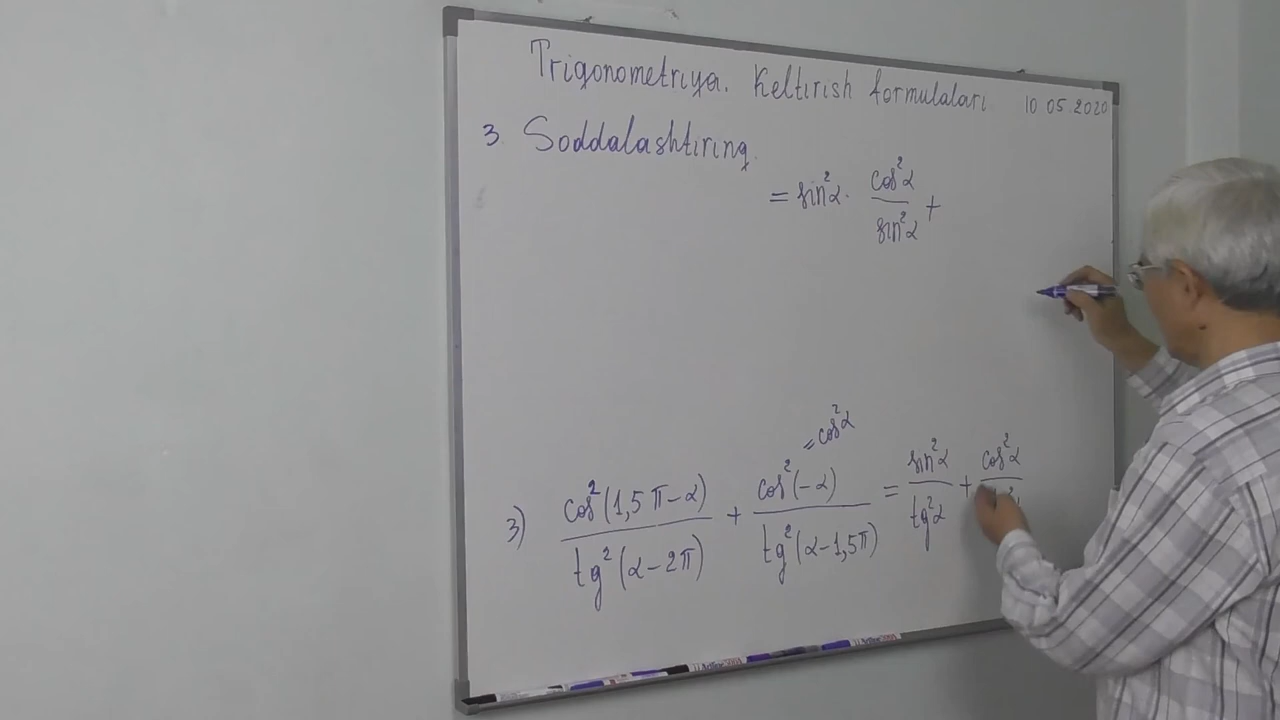 Trigonometriya. Keltirish formulalari 10 05.2020
3 Soddalashtiring.
= sin²α · cos²α / sin²α +
= cos²α
3) cos²(1,5π−α) / tg²(α−2π) + cos²(−α) / tg²(α−1,5π) = sin²α / tg²α + cos²α /